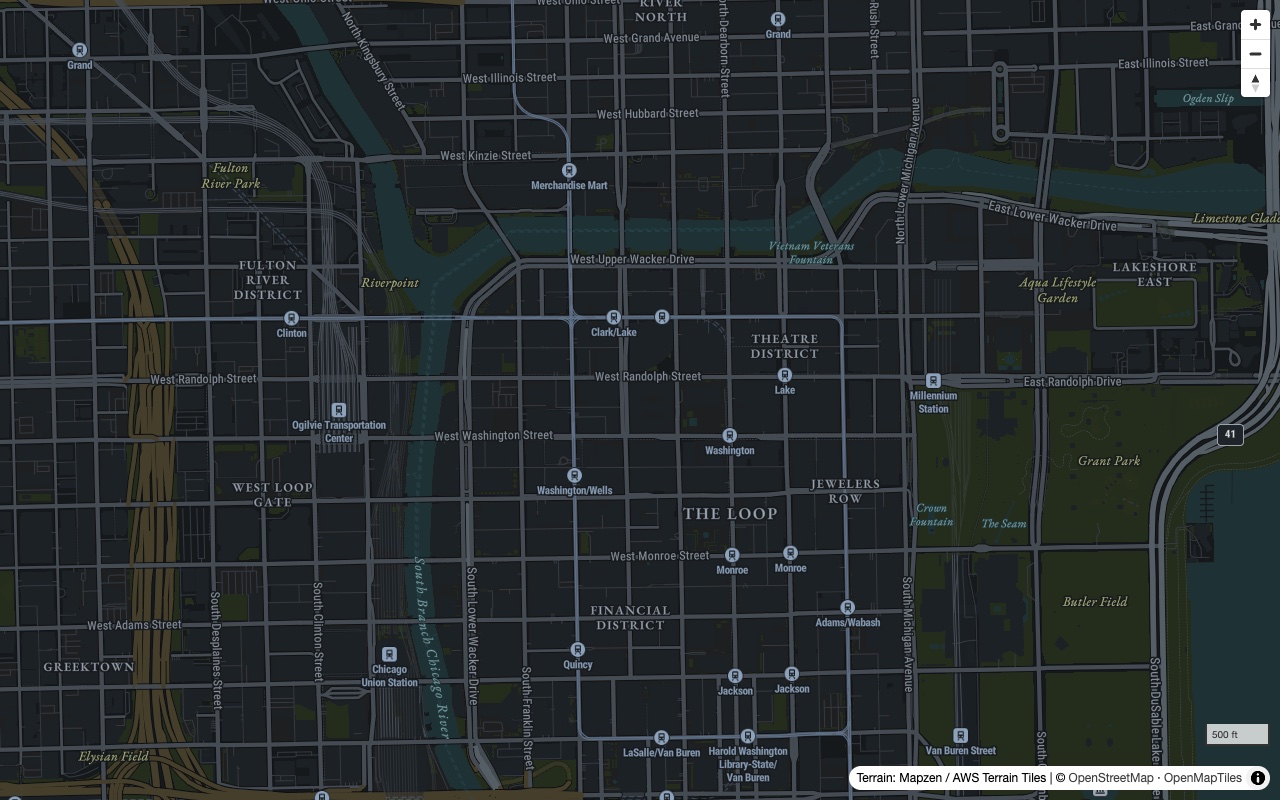 West Ohio Street
West Ohio Street
RIVER
NORTH
Grand
Rush Street
East Grand Avenue
North Kingsbury Street
West Grand Avenue
North Dearborn Street
Grand
West Illinois Street
East Illinois Street
Ogden Slip
West Hubbard Street
West Kinzie Street
Merchandise Mart
North Lower Michigan Avenue
Fulton
River Park
East Lower Wacker Drive
Limestone Glade
Vietnam Veterans
Fountain
West Upper Wacker Drive
FULTON
RIVER
DISTRICT
Riverpoint
LAKESHORE
EAST
Aqua Lifestyle
Garden
Clinton
Clark/Lake
THEATRE
DISTRICT
West Randolph Street
West Randolph Street
East Randolph Drive
Lake
Millennium
Station
Ogilvie Transportation
Center
West Washington Street
Washington
41
Grant Park
WEST LOOP
GATE
Washington/Wells
JEWELERS
ROW
THE LOOP
Crown
Fountain
The Seam
West Monroe Street
Monroe
Monroe
South Branch Chicago River
South Lower Wacker Drive
South Desplaines Street
South Clinton Street
South Michigan Avenue
Butler Field
FINANCIAL
DISTRICT
Adams/Wabash
West Adams Street
GREEKTOWN
Chicago
Union Station
Quincy
Jackson
Jackson
South Franklin Street
South DuSable Lake
Elysian Field
LaSalle/Van Buren
Harold Washington
Library-State/
Van Buren
Van Buren Street
500 ft
Terrain: Mapzen / AWS Terrain Tiles | © OpenStreetMap · OpenMapTiles